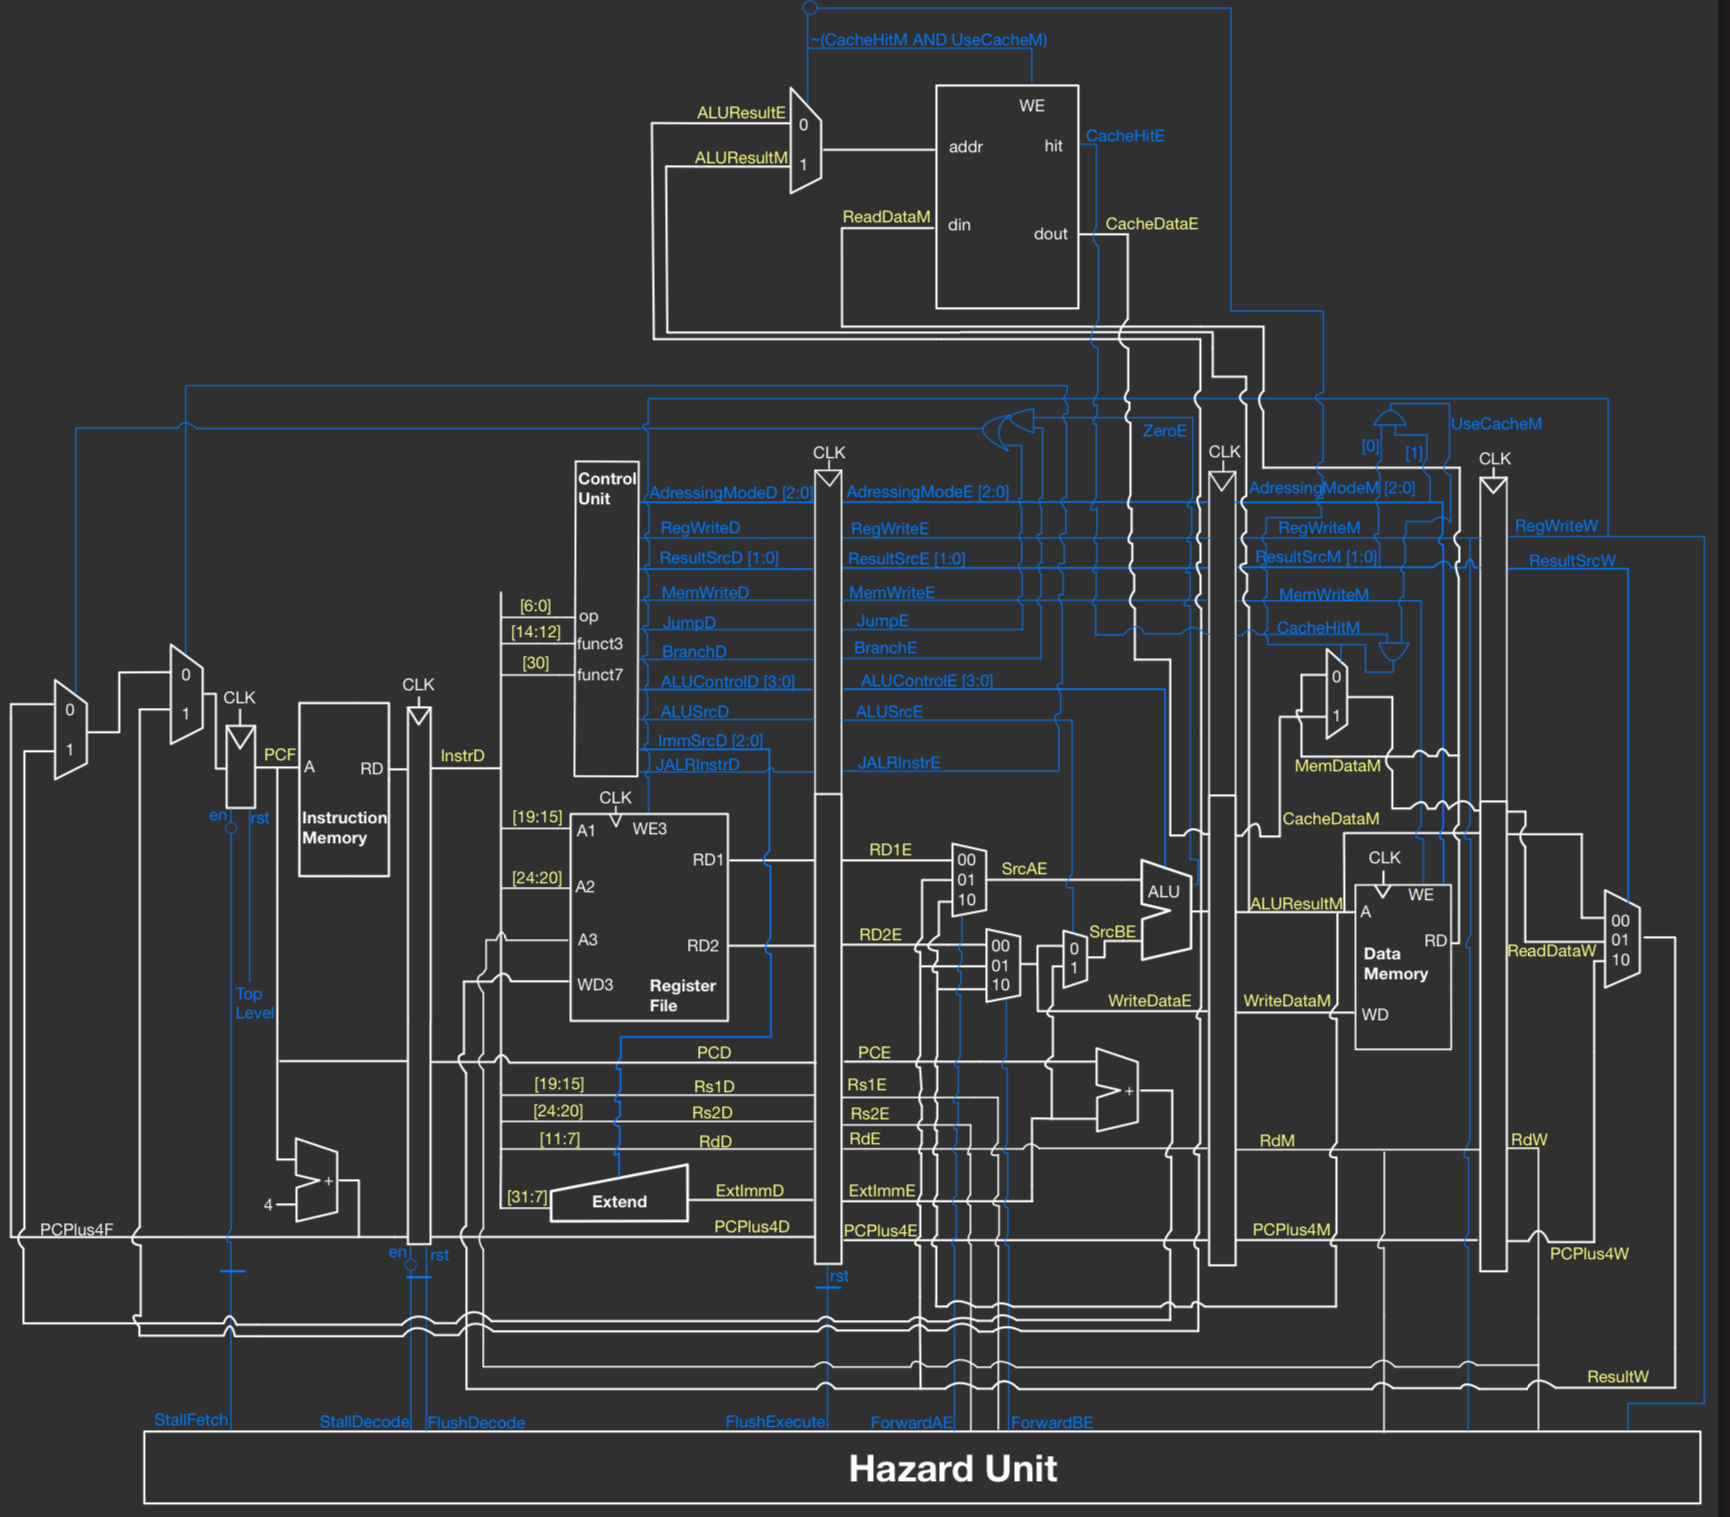 ~(CacheHitM AND UseCacheM)
WE
ALUResultE
0
addr
hit
CacheHitE
ALUResultM
1
ReadDataM
din
dout
CacheDataE
ZeroE
UseCacheM
[0]
[1]
CLK
CLK
CLK
Control
Unit
AdressingModeD [2:0]
AdressingModeE [2:0]
AdressingModeM [2:0]
RegWriteD
RegWriteE
RegWriteM
RegWriteW
ResultSrcD [1:0]
ResultSrcE [1:0]
ResultSrcM [1:0]
ResultSrcW
MemWriteD
MemWriteE
MemWriteM
[6:0]
op
JumpD
JumpE
CacheHitM
[14:12]
funct3
BranchD
BranchE
[30]
funct7
ALUControlD [3:0]
ALUControlE [3:0]
0
1
ALUSrcD
ALUSrcE
ImmSrcD [2:0]
JALRInstrD
JALRInstrE
MemDataM
0
1
0
1
CLK
CLK
PCF
A
RD
InstrD
Instruction
Memory
en
rst
CLK
[19:15]
A1
WE3
RD1
RD1E
00
01
10
SrcAE
ALU
CacheDataM
CLK
WE
[24:20]
A2
ALUResultM
A
A3
RD2
RD2E
00
01
10
0
1
SrcBE
RD
Data
Memory
ReadDataW
00
01
10
WD3
Register
File
WriteDataE
WriteDataM
WD
Top
Level
PCD
PCE
[19:15]
Rs1D
Rs1E
+
[24:20]
Rs2D
Rs2E
[11:7]
RdD
RdE
RdM
RdW
+
4
[31:7]
Extend
ExtImmD
ExtImmE
PCPlus4F
PCPlus4D
PCPlus4E
PCPlus4M
PCPlus4W
en
rst
rst
ResultW
StallFetch
StallDecode
FlushDecode
FlushExecute
ForwardAE
ForwardBE
Hazard Unit